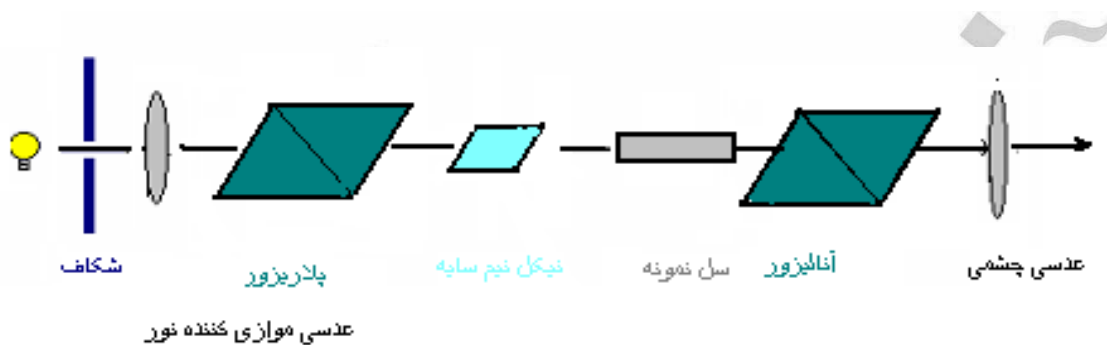 شکاف
پلاریزور
نیکل نیم سایه
سل نمونه
آنالیزور
عدسی چشمی
عدسی موازی کننده نور